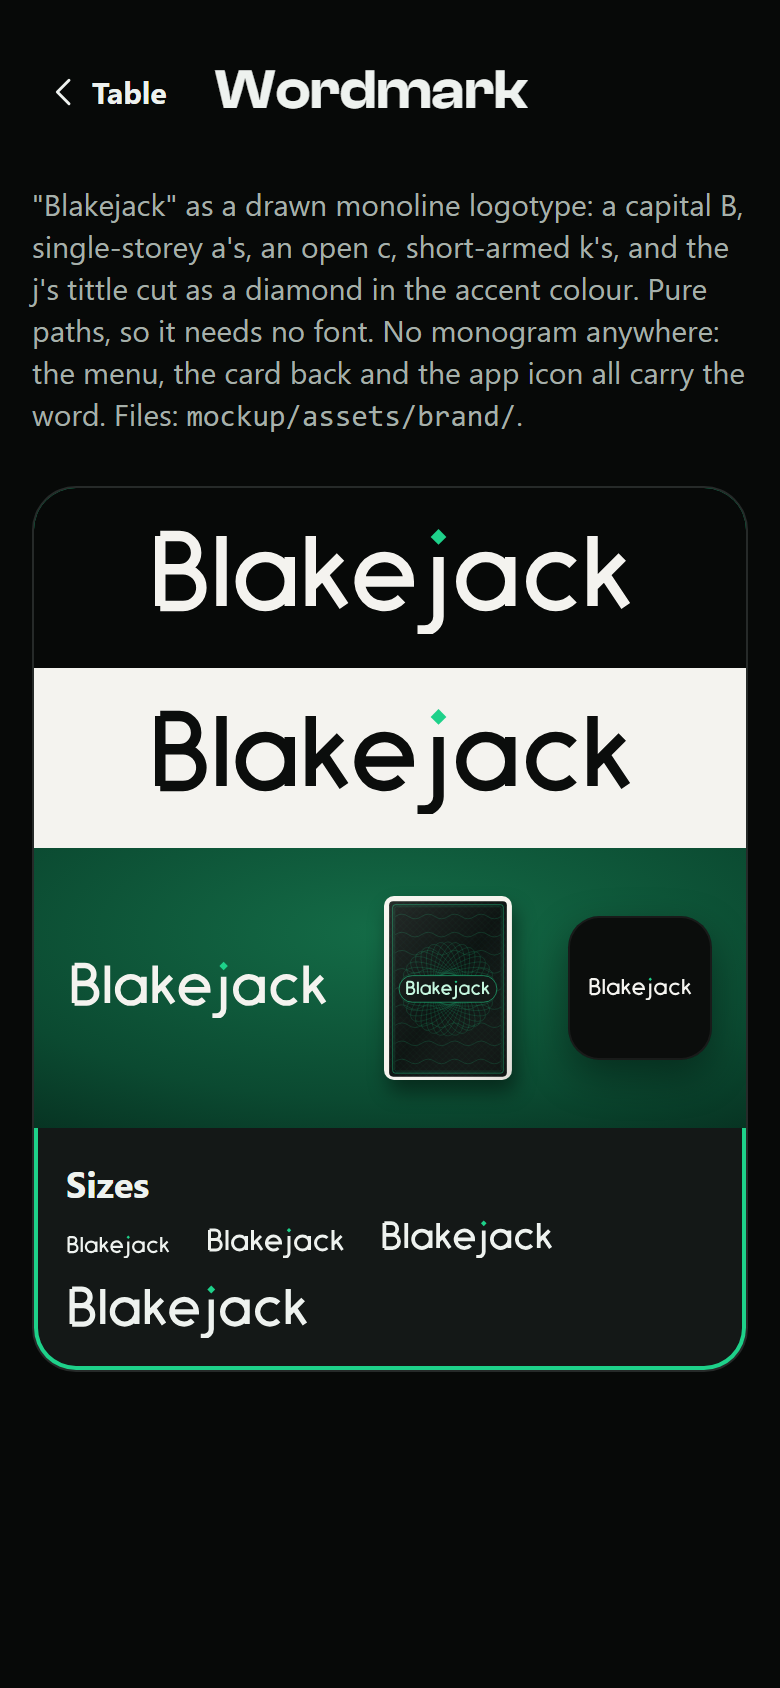 Table
Wordmark
"Blakejack" as a drawn monoline logotype: a capital B,
single-storey a's, an open c, short-armed k's, and the
j's tittle cut as a diamond in the accent colour. Pure
paths, so it needs no font. No monogram anywhere:
the menu, the card back and the app icon all carry the
word. Files: mockup/assets/brand/.
Blakejack
Blakejack
Blakejack
Blakejack
Blakejack
Sizes
Blakejack
Blakejack
Blakejack
Blakejack